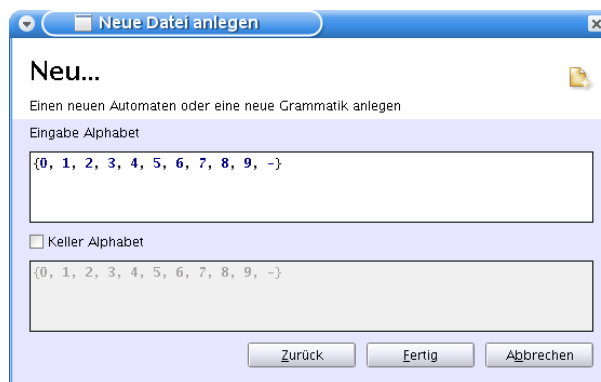 Neue Datei anlegen
Neu...
Einen neuen Automaten oder eine neue Grammatik anlegen
Eingabe Alphabet
{0, 1, 2, 3, 4, 5, 6, 7, 8, 9, -}
Keller Alphabet
{0, 1, 2, 3, 4, 5, 6, 7, 8, 9, -}
Zurück Fertig Abbrechen